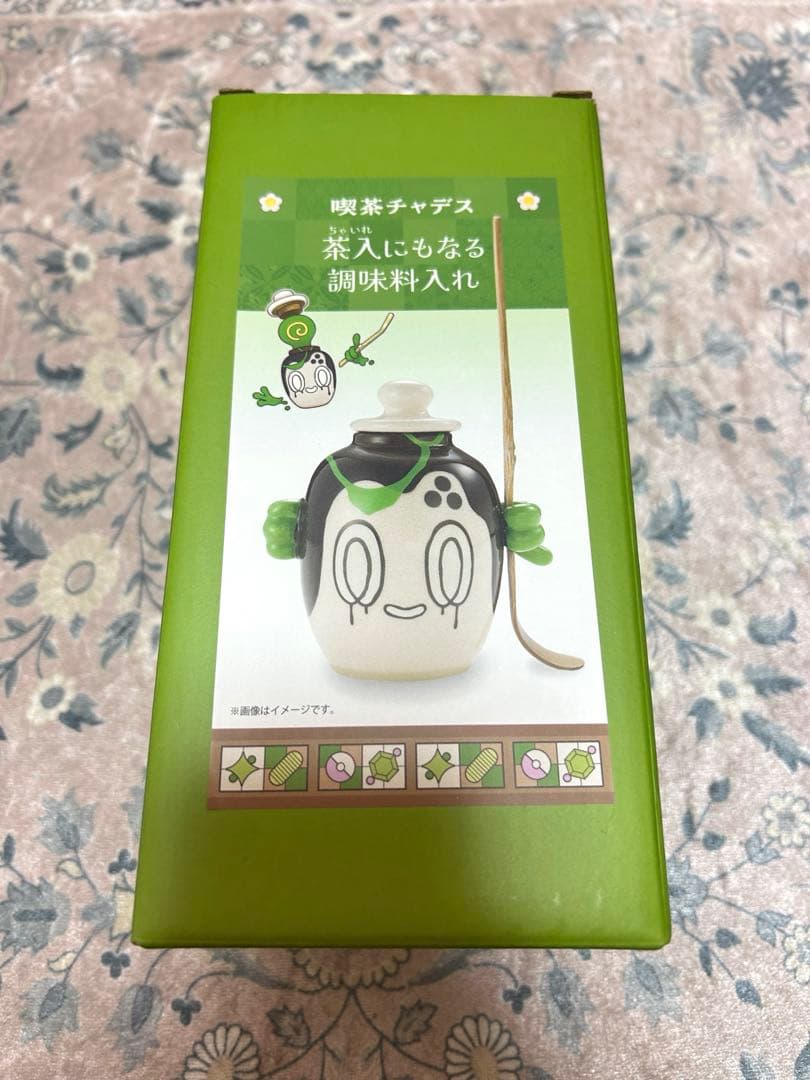 喫茶チャデス
ちゃいれ
茶入にもなる
調味料入れ
※画像はイメージです。